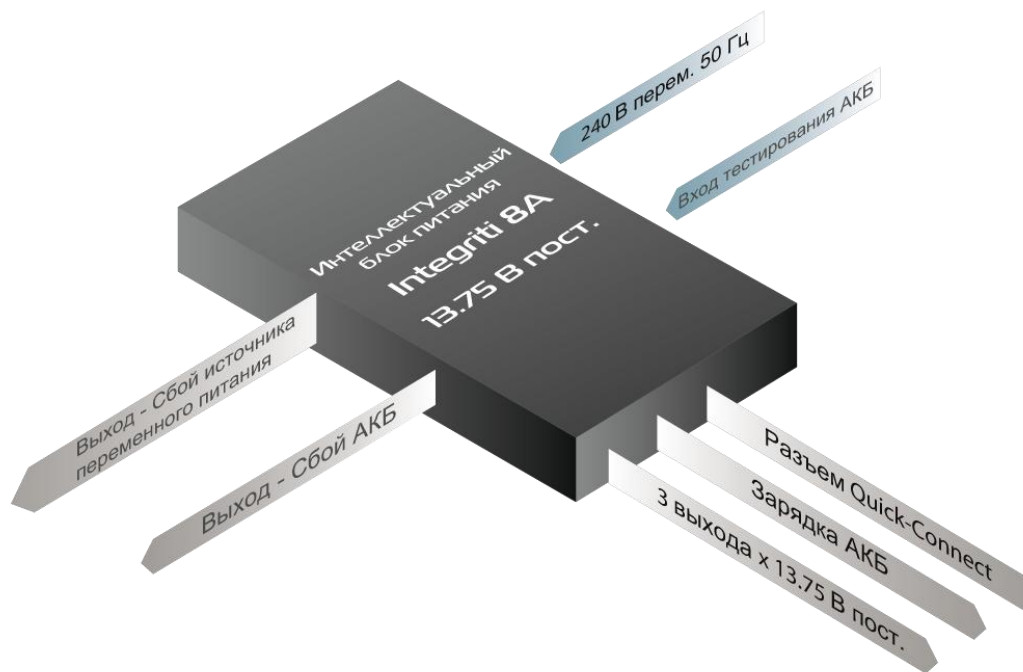 240 В перем. 50 Гц
Вход тестирования АКБ
Интеллектуальный
блок питания
Integriti 8A
13.75 В пост.
Выход - Сбой источника
переменного питания
Выход - Сбой АКБ
Разъем Quick-Connect
Зарядка АКБ
3 выхода x 13.75 В пост.